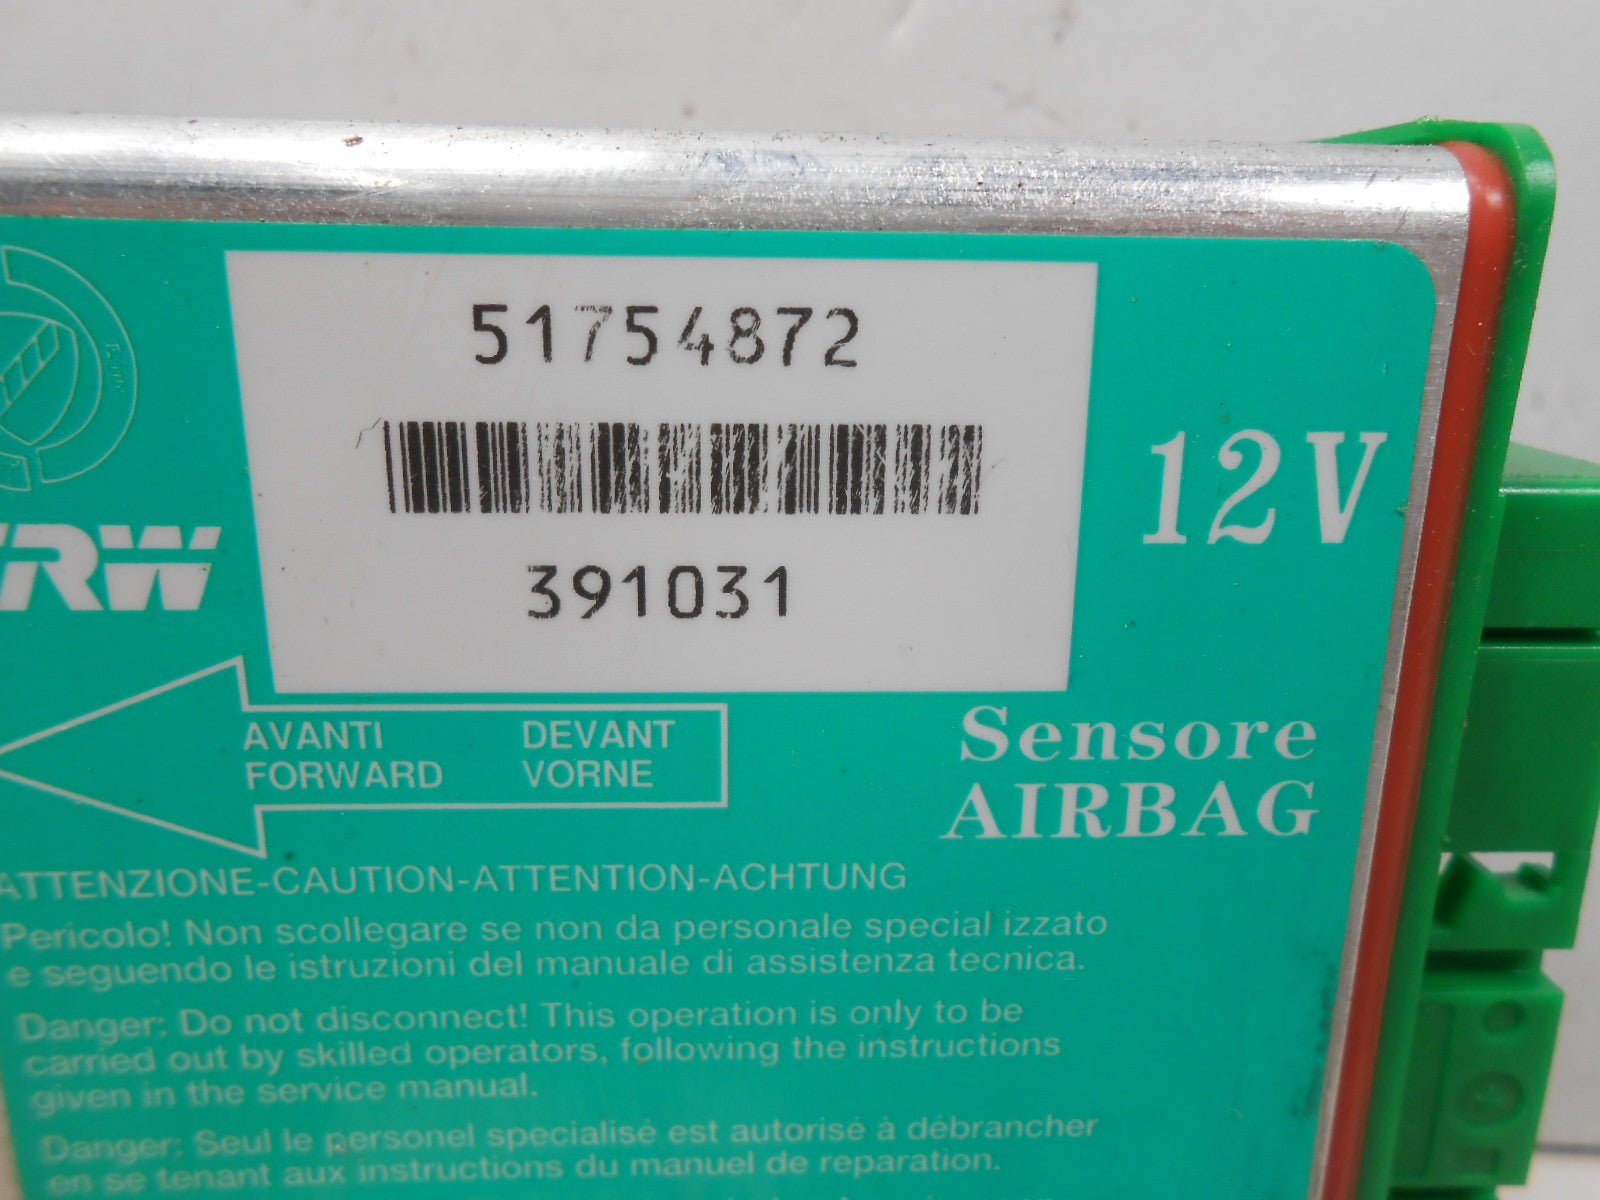 51754872
391031
12V
TRW
AVANTI DEVANT
FORWARD VORNE
Sensore
AIRBAG
ATTENZIONE-CAUTION-ATTENTION-ACHTUNG
Pericolo! Non scollegare se non da personale special izzato
e seguendo le istruzioni del manuale di assistenza tecnica.
Danger: Do not disconnect! This operation is only to be
carried out by skilled operators, following the instructions
given in the service manual.
Danger: Seul le personel specialisé est autorisé à débrancher
en se tenant aux instructions du manuel de reparation.